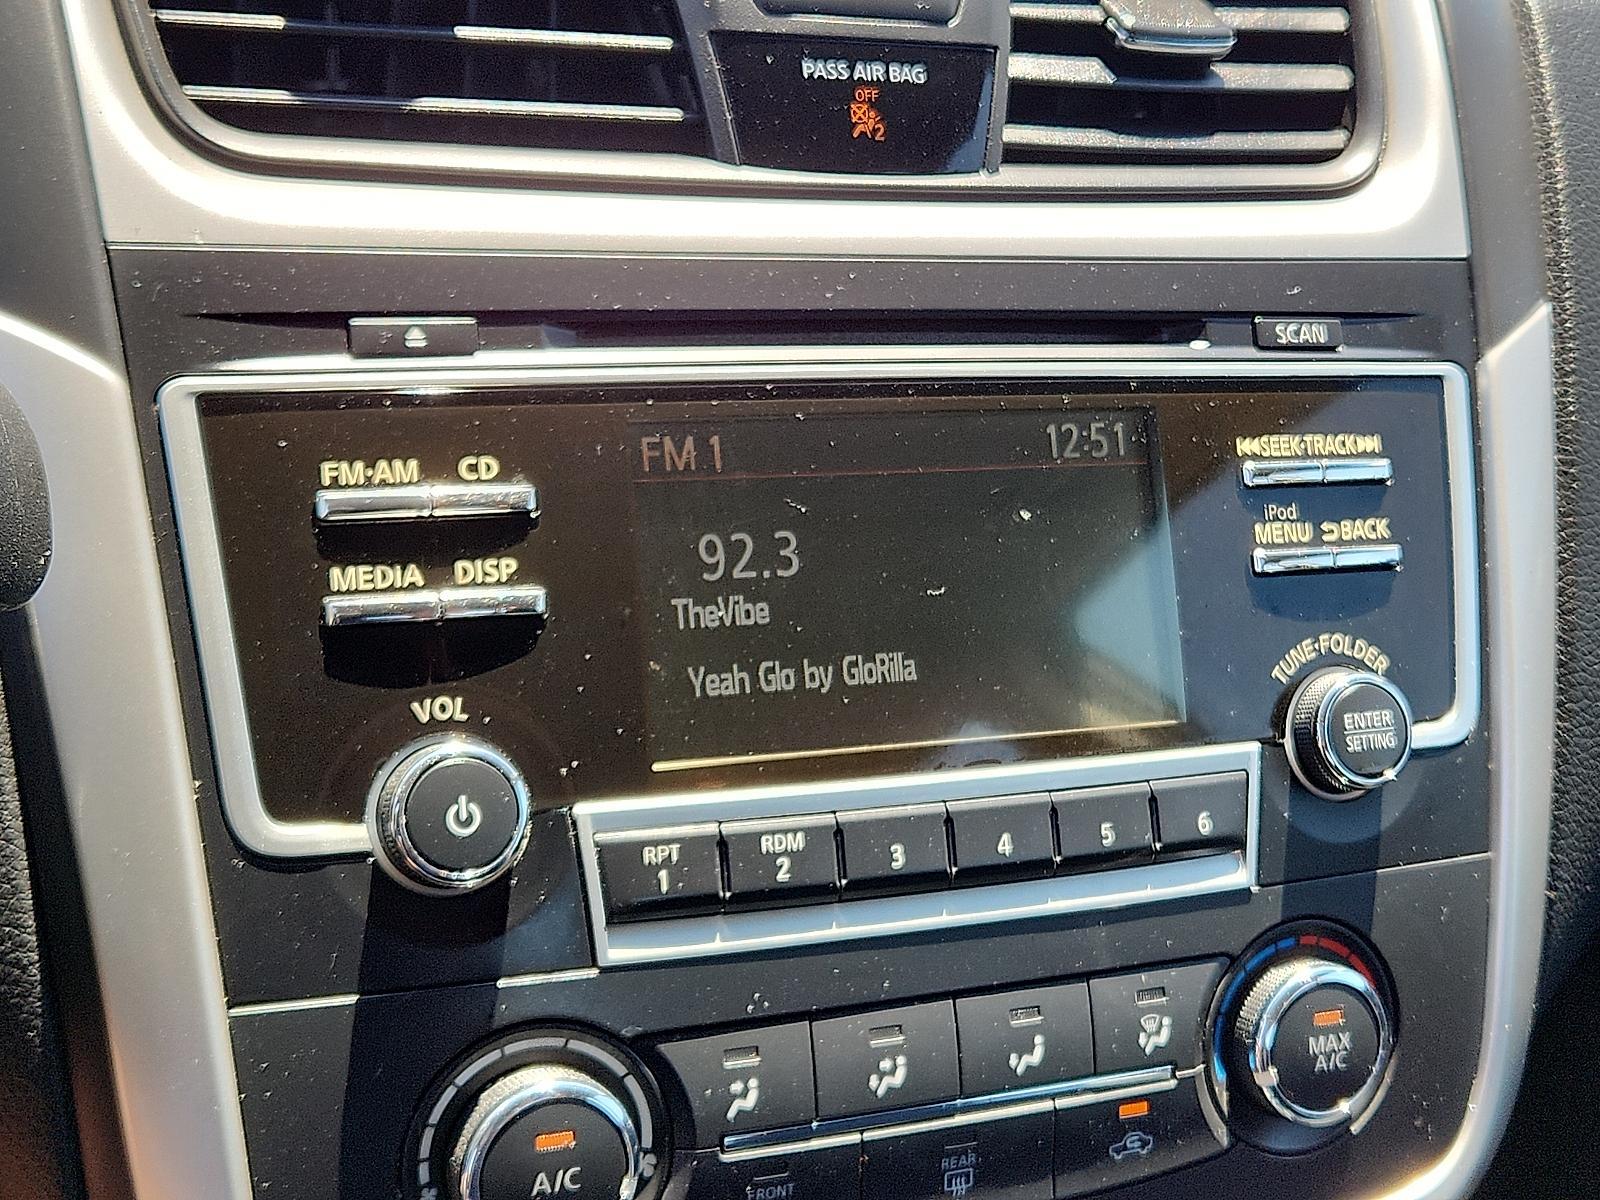 PASS AIR BAG
OFF
2
SCAN
FM·AM CD
FM 1 12:51
SEEK·TRACK
iPod
MENU BACK
92.3
MEDIA DISP
TheVibe
Yeah Glo by GloRilla
TUNE·FOLDER
VOL
ENTER
SETTING
RPT
1
RDM
2
3
4
5
6
MAX
A/C
A/C
FRONT
REAR